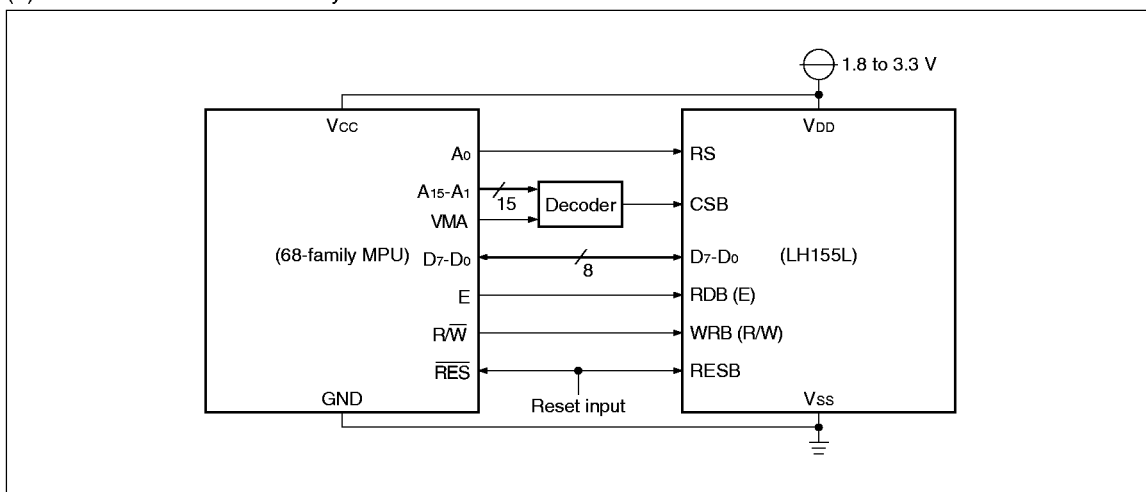 1.8 to 3.3 V
VCC
VDD
A0
RS
A15-A1
15
Decoder
CSB
VMA
(68-family MPU)
D7-D0
8
D7-D0
(LH155L)
E
RDB (E)
R/W̅
WRB (R/W)
R̅E̅S̅
RESB
Reset input
GND
VSS